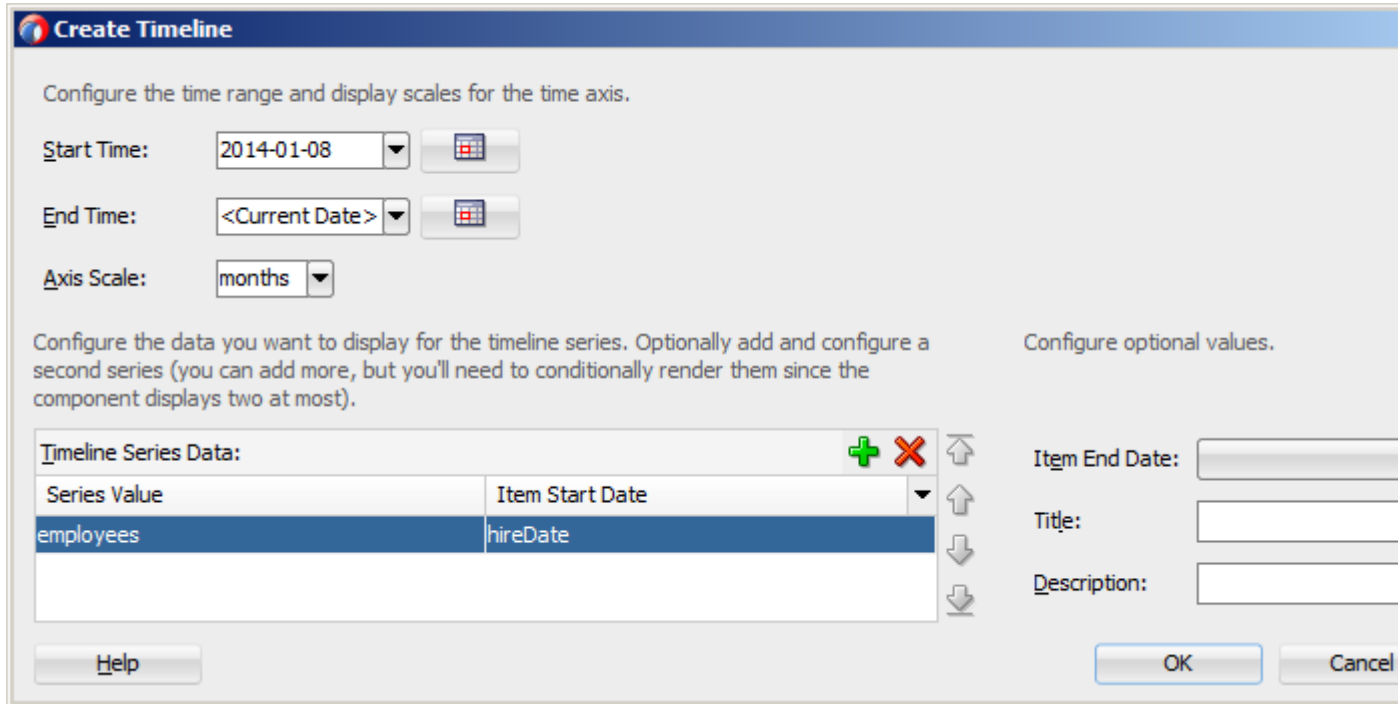 Create Timeline
Configure the time range and display scales for the time axis.
Start Time: 2014-01-08
End Time: <Current Date>
Axis Scale: months
Configure the data you want to display for the timeline series. Optionally add and configure a
second series (you can add more, but you'll need to conditionally render them since the
component displays two at most).
Configure optional values.
Timeline Series Data:
Series Value Item Start Date
employees hireDate
Item End Date:
Title:
Description:
Help OK Cancel